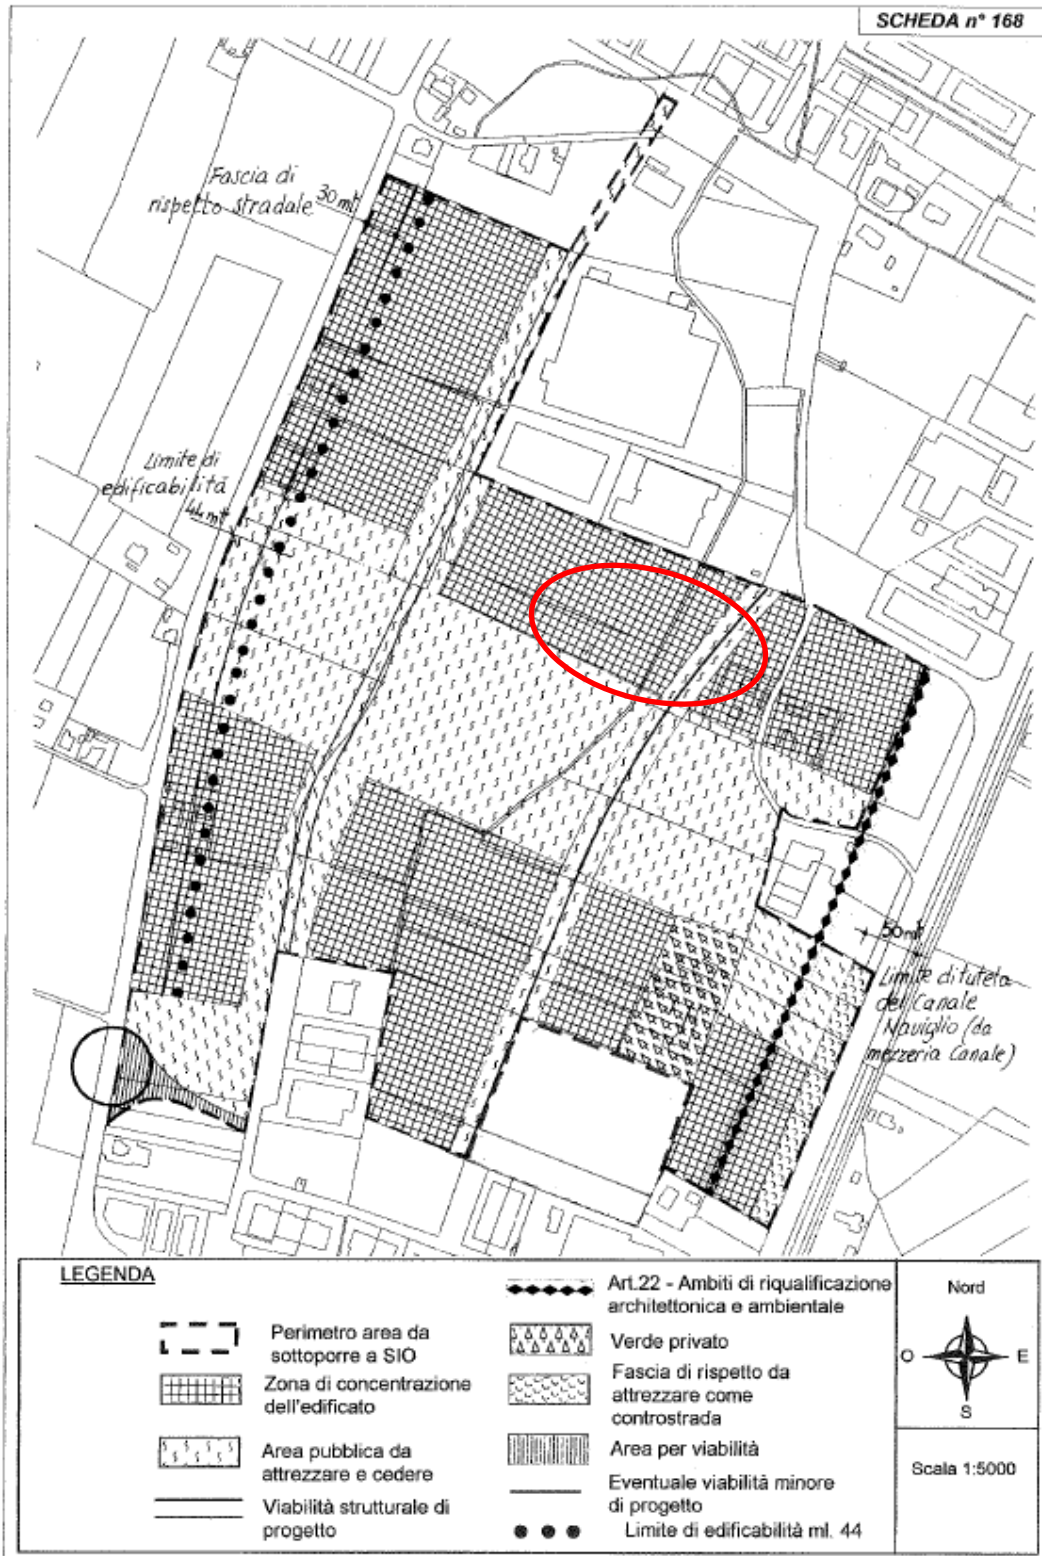 SCHEDA n° 168
Fascia di
rispetto stradale 30 mt
Limite di
edificabilità
44 mt
50 mt
Limite di tutela
del Canale
Naviglio (da
mezzeria Canale)
LEGENDA
Perimetro area da
sottoporre a SIO
Zona di concentrazione
dell'edificato
Area pubblica da
attrezzare e cedere
Viabilità strutturale di
progetto
Art.22 - Ambiti di riqualificazione
architettonica e ambientale
Verde privato
Fascia di rispetto da
attrezzare come
controstrada
Area per viabilità
Eventuale viabilità minore
di progetto
Limite di edificabilità ml. 44
Nord
O E
S
Scala 1:5000